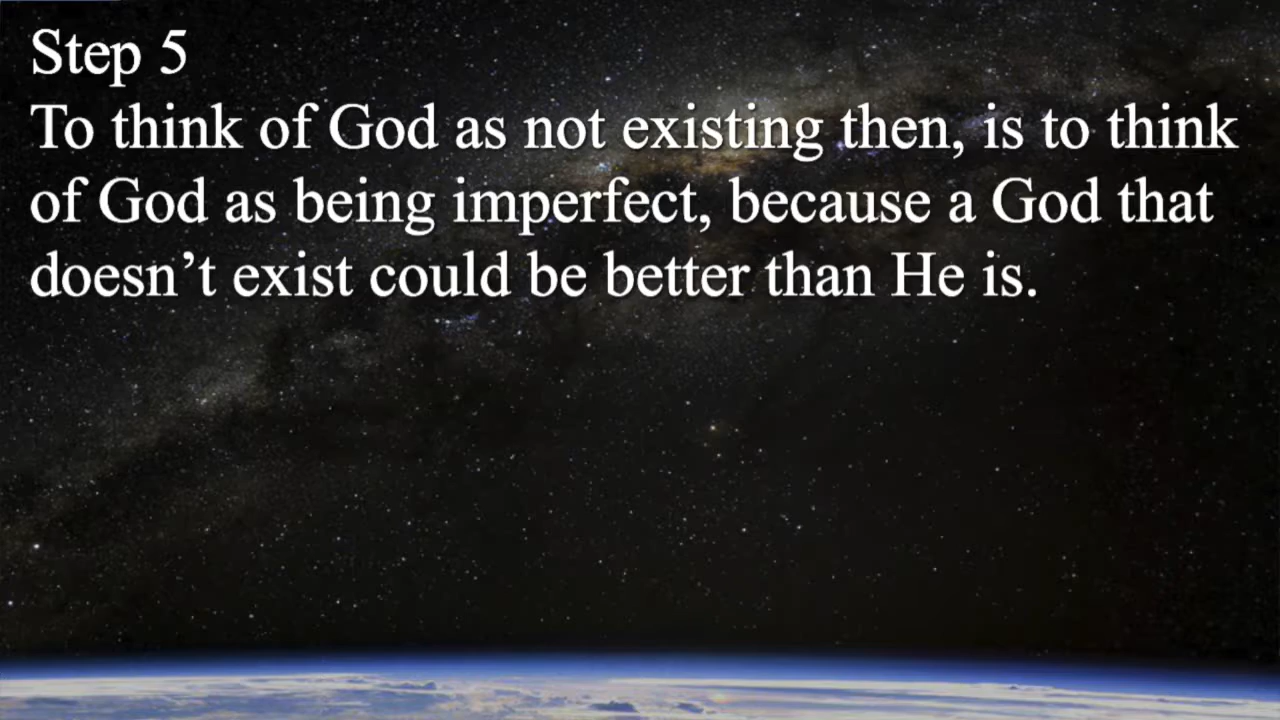 Step 5
To think of God as not existing then, is to think
of God as being imperfect, because a God that
doesn’t exist could be better than He is.